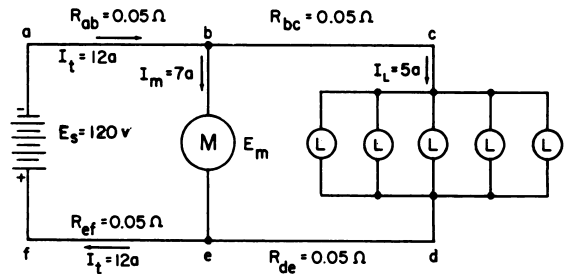 R_ab = 0.05 Ω
R_bc = 0.05 Ω
a
b
c
I_t = 12a
I_m = 7a
I_L = 5a
-
E_s = 120 v
+
M
E_m
L L L L L
R_ef = 0.05 Ω
f
e
d
I_t = 12a
R_de = 0.05 Ω